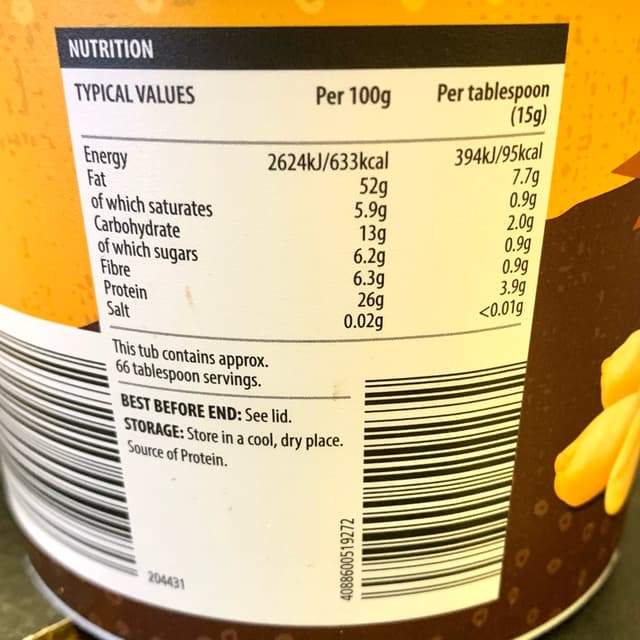 NUTRITION
TYPICAL VALUES Per 100g Per tablespoon
(15g)
Energy 2624kJ/633kcal 394kJ/95kcal
Fat 52g 7.7g
of which saturates 5.9g 0.9g
Carbohydrate 13g 2.0g
of which sugars 6.2g 0.9g
Fibre 6.3g 0.9g
Protein 26g 3.9g
Salt 0.02g <0.01g
This tub contains approx.
66 tablespoon servings.
BEST BEFORE END: See lid.
STORAGE: Store in a cool, dry place.
Source of Protein.
204431
4088600519272